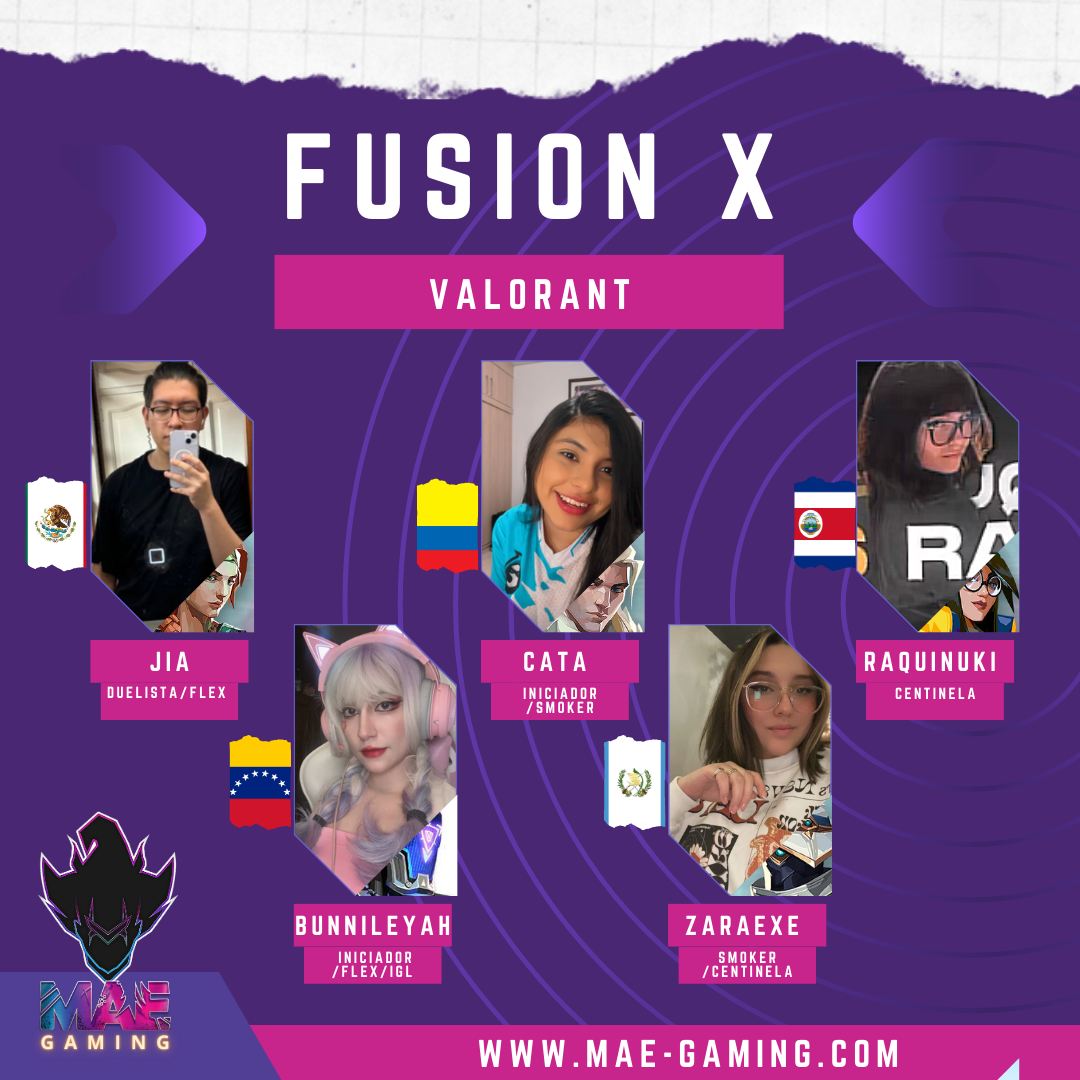 FUSION X
VALORANT
RA
JIA
DUELISTA/FLEX
CATA
INICIADOR
/SMOKER
RAQUINUKI
CENTINELA
BUNNILEYAH
INICIADOR
/FLEX/IGL
ZARAEXE
SMOKER
/CENTINELA
MAE
GAMING
WWW.MAE-GAMING.COM